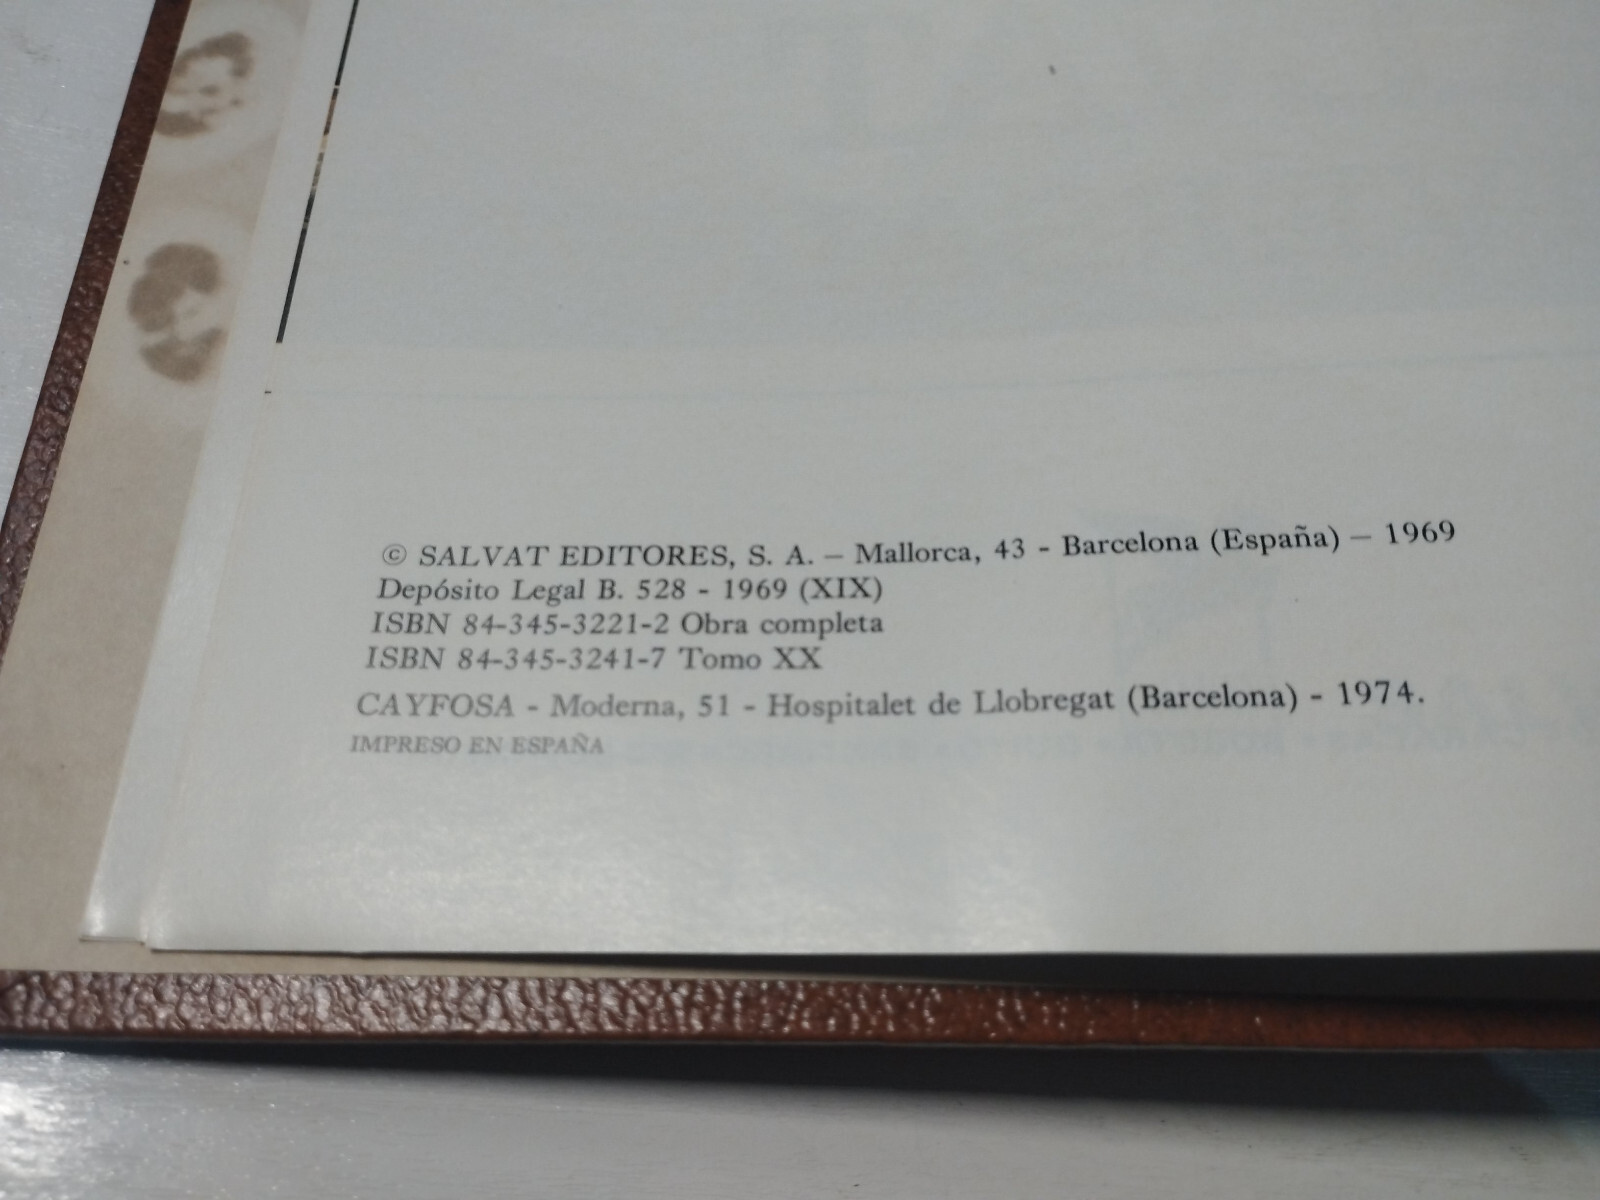 © SALVAT EDITORES, S. A. – Mallorca, 43 - Barcelona (España) – 1969
Depósito Legal B. 528 - 1969 (XIX)
ISBN 84-345-3221-2 Obra completa
ISBN 84-345-3241-7 Tomo XX
CAYFOSA - Moderna, 51 - Hospitalet de Llobregat (Barcelona) - 1974.
IMPRESO EN ESPAÑA